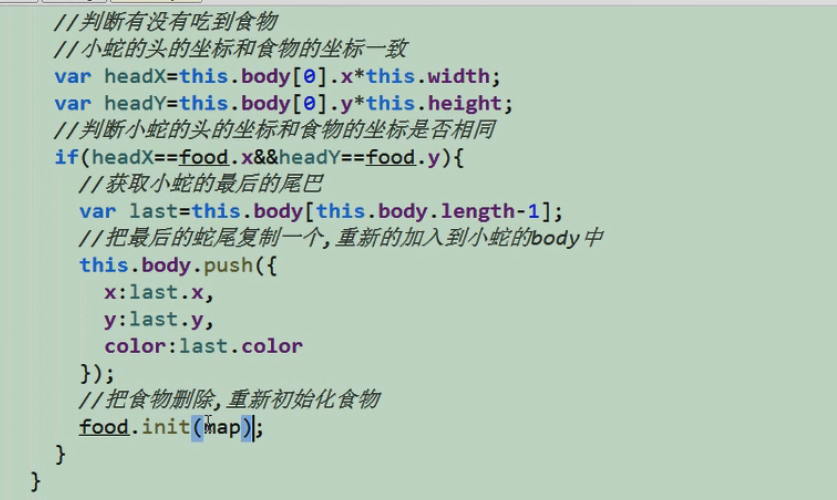 //判断有没有吃到食物
//小蛇的头的坐标和食物的坐标一致
var headX=this.body[0].x*this.width;
var headY=this.body[0].y*this.height;
//判断小蛇的头的坐标和食物的坐标是否相同
if(headX==food.x&&headY==food.y){
//获取小蛇的最后的尾巴
var last=this.body[this.body.length-1];
//把最后的蛇尾复制一个,重新的加入到小蛇的body中
this.body.push({
x:last.x,
y:last.y,
color:last.color
});
//把食物删除,重新初始化食物
food.init(map);
}
}